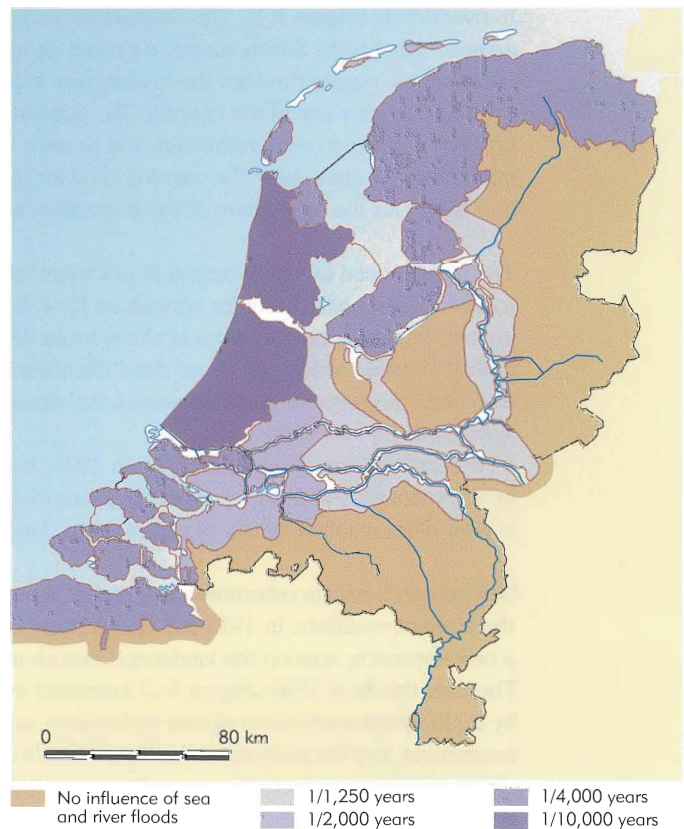 0 80 km
No influence of sea
and river floods
1/1,250 years
1/2,000 years
1/4,000 years
1/10,000 years